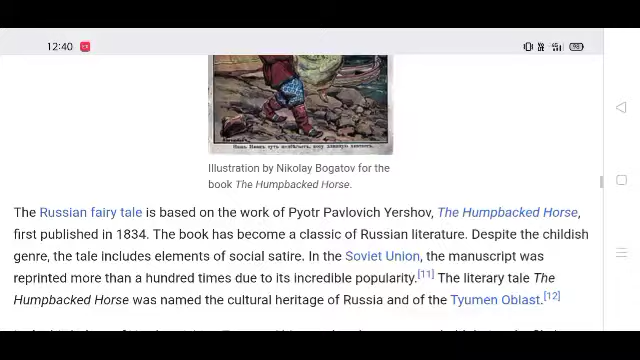 12:40
Illustration by Nikolay Bogatov for the
book The Humpbacked Horse.
The Russian fairy tale is based on the work of Pyotr Pavlovich Yershov, The Humpbacked Horse,
first published in 1834. The book has become a classic of Russian literature. Despite the childish
genre, the tale includes elements of social satire. In the Soviet Union, the manuscript was
reprinted more than a hundred times due to its incredible popularity.[11] The literary tale The
Humpbacked Horse was named the cultural heritage of Russia and of the Tyumen Oblast.[12]